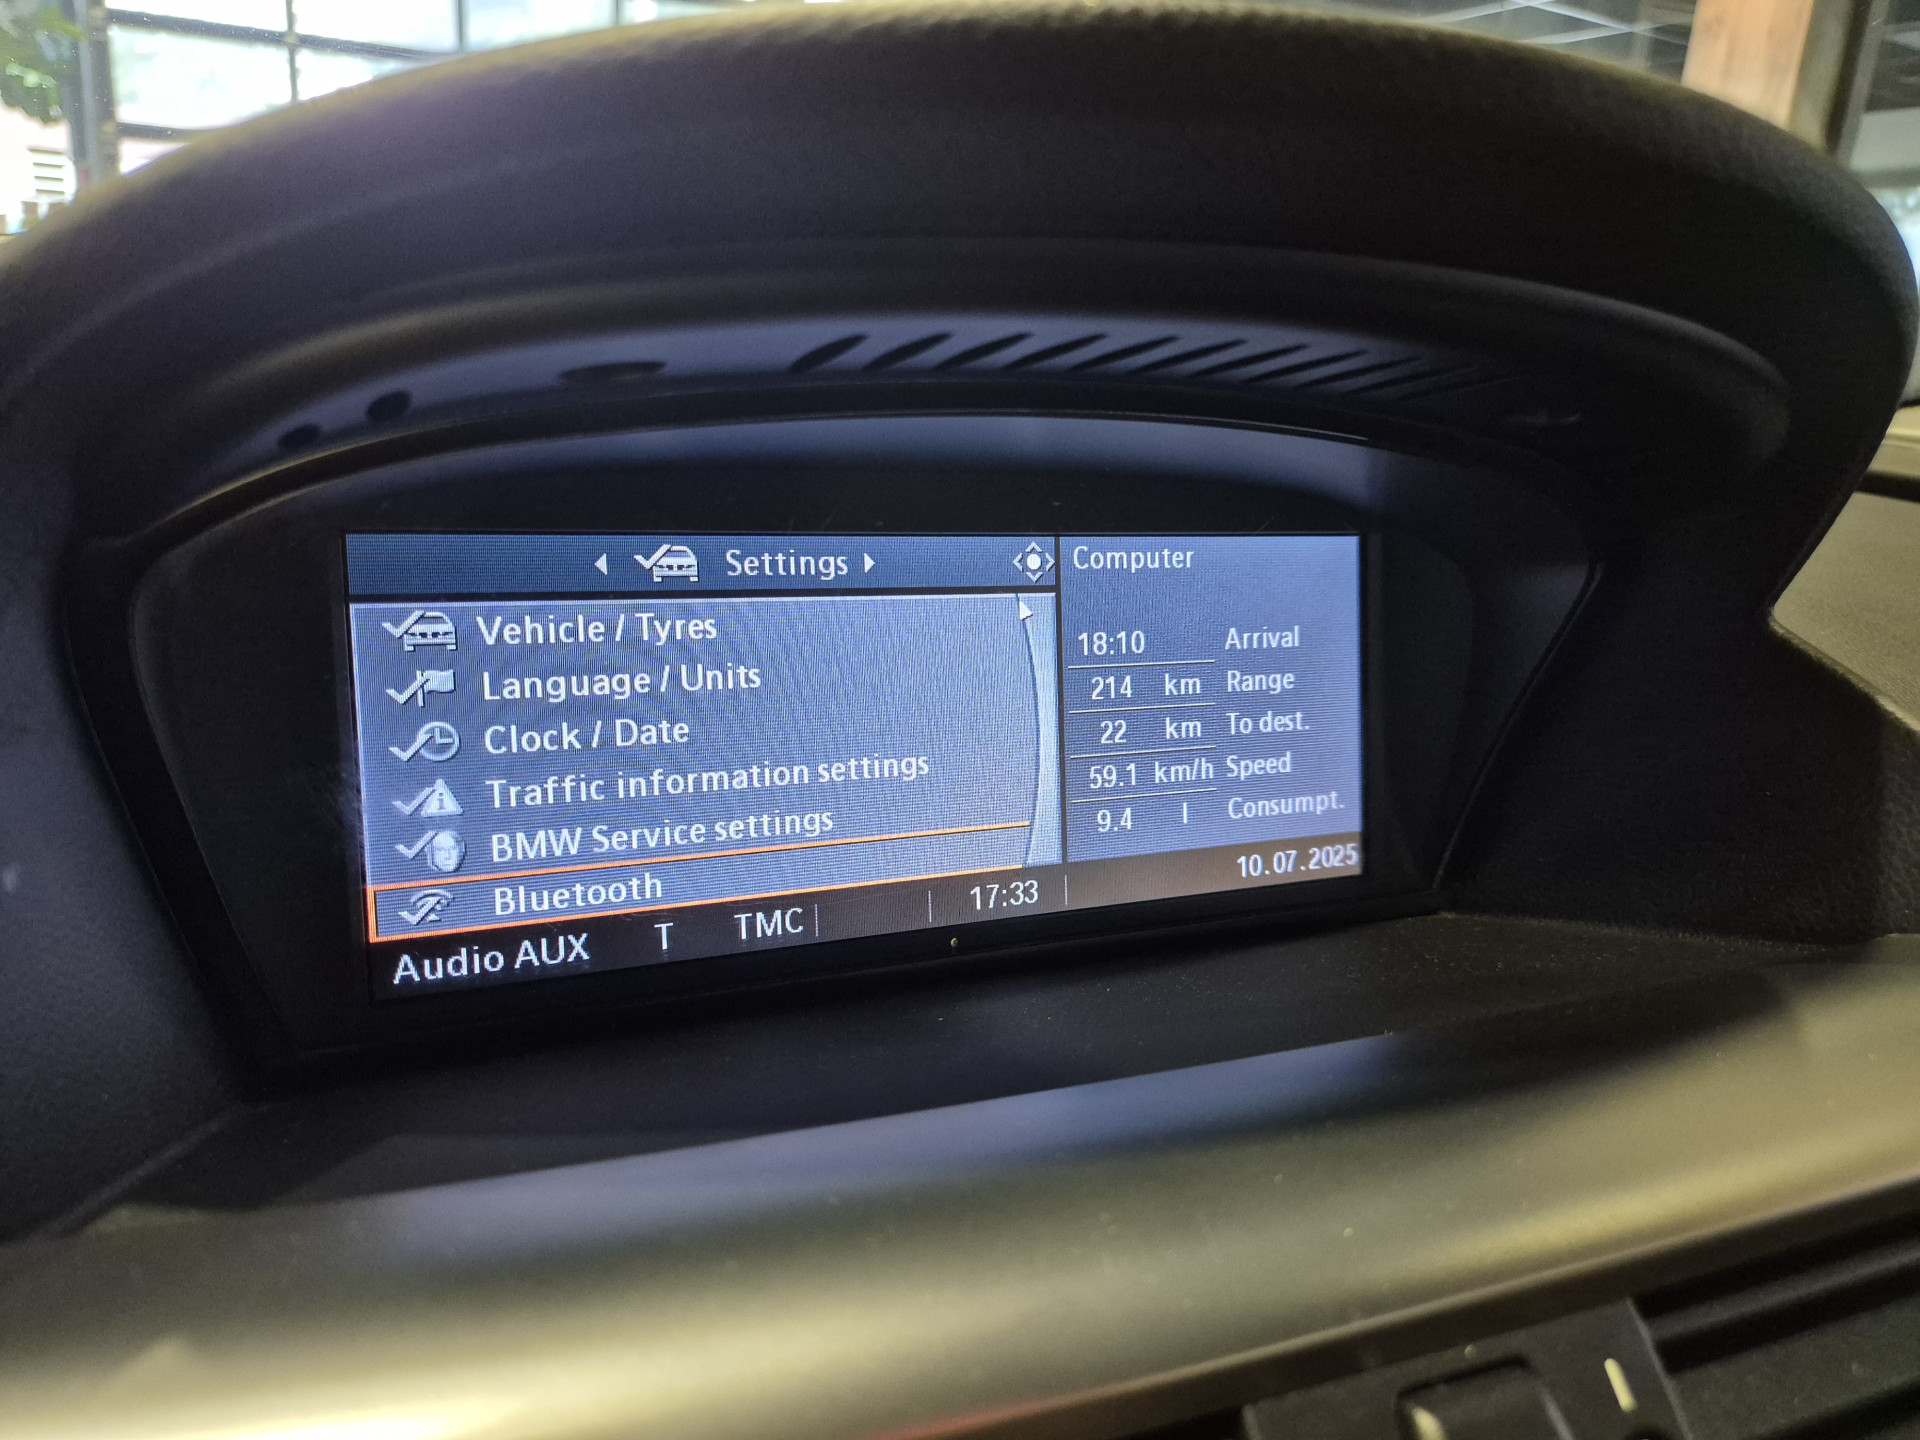 Settings
Vehicle / Tyres
Language / Units
Clock / Date
Traffic information settings
BMW Service settings
Bluetooth
Computer
18:10 Arrival
214 km Range
22 km To dest.
59.1 km/h Speed
9.4 l Consumpt.
Audio AUX T TMC 17:33 10.07.2025